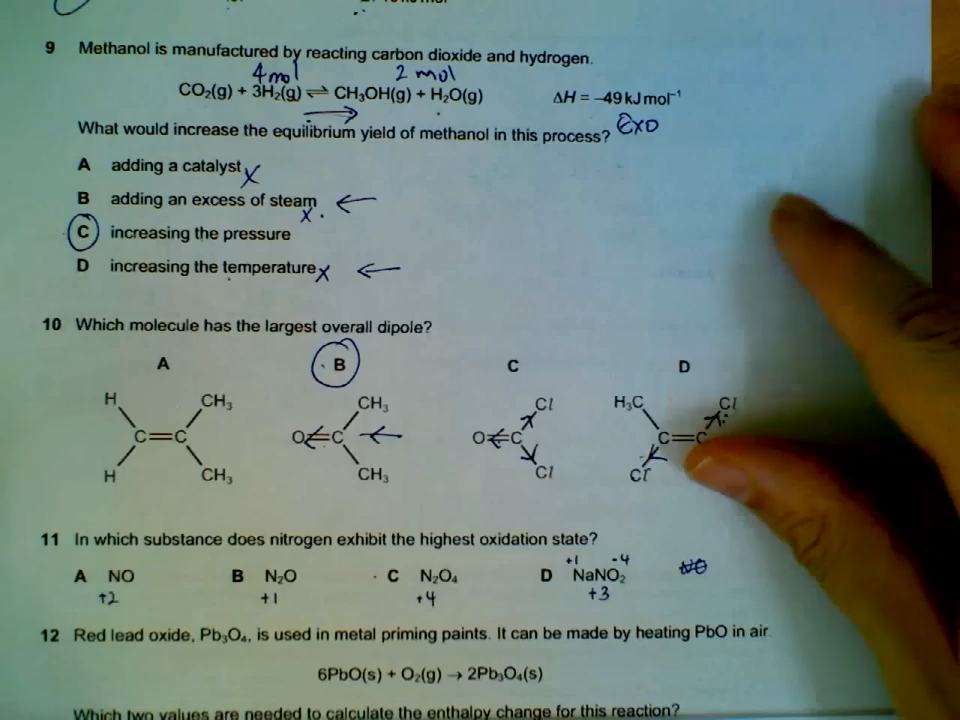 9 Methanol is manufactured by reacting carbon dioxide and hydrogen.
4 mol 2 mol
CO₂(g) + 3H₂(g) ⇌ CH₃OH(g) + H₂O(g) ΔH = –49 kJ mol⁻¹
What would increase the equilibrium yield of methanol in this process? Exo
A adding a catalyst x
B adding an excess of steam x ←
C increasing the pressure
D increasing the temperature x ←
10 Which molecule has the largest overall dipole?
A B C D
H CH₃ CH₃ Cl H₃C Cl
C=C O=C O=C C=C
H CH₃ CH₃ Cl Cl
11 In which substance does nitrogen exhibit the highest oxidation state?
+1 -4
A NO B N₂O C N₂O₄ D NaNO₂
+2 +1 +4 +3
12 Red lead oxide, Pb₃O₄, is used in metal priming paints. It can be made by heating PbO in air
6PbO(s) + O₂(g) → 2Pb₃O₄(s)
Which two values are needed to calculate the enthalpy change for this reaction?